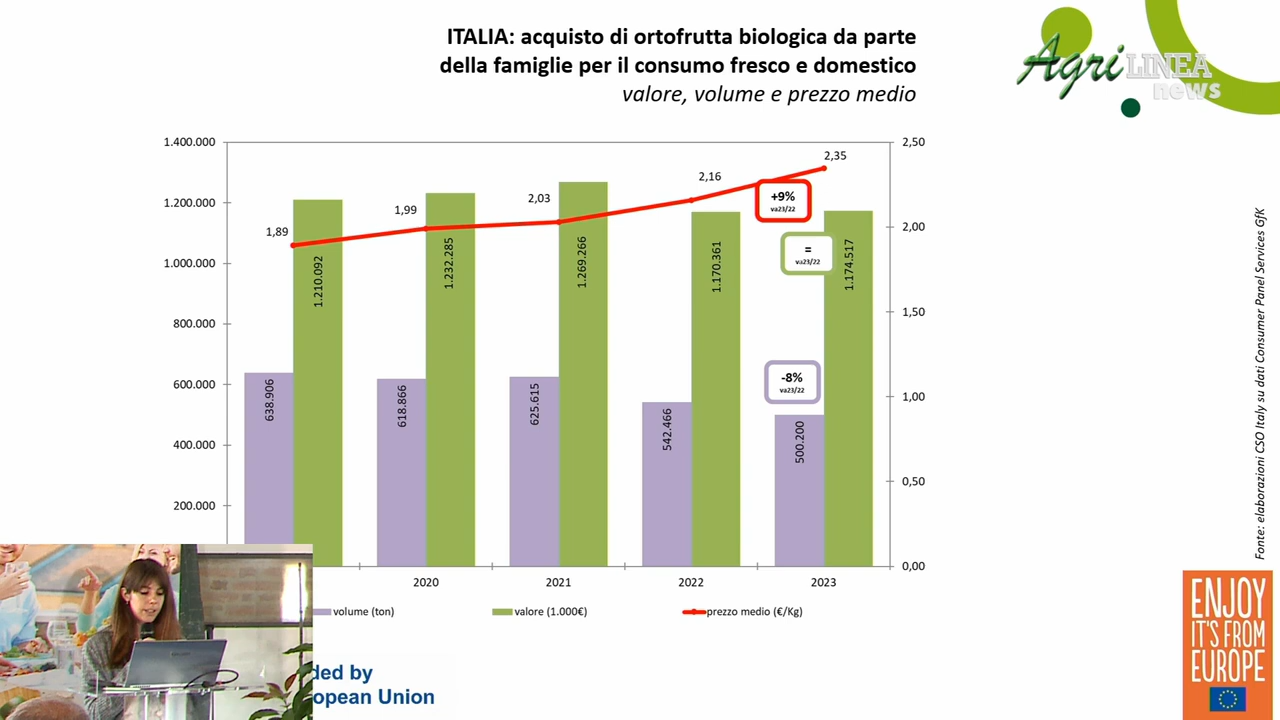 ITALIA: acquisto di ortofrutta biologica da parte
della famiglie per il consumo fresco e domestico
valore, volume e prezzo medio
Agri LINEA
news
1.400.000
1.200.000
1.000.000
800.000
600.000
400.000
200.000
2,50
2,00
1,50
1,00
0,50
0,00
1,89
1,99
2,03
2,16
2,35
+9%
va23/22
=
va23/22
-8%
va23/22
638.906
1.210.092
618.866
1.232.285
625.615
1.269.266
542.466
1.170.361
500.200
1.174.517
2020
2021
2022
2023
volume (ton)
valore (1.000€)
prezzo medio (€/Kg)
Fonte: elaborazioni CSO Italy su dati Consumer Panel Services GfK
ded by
opean Union
ENJOY
IT'S FROM
EUROPE